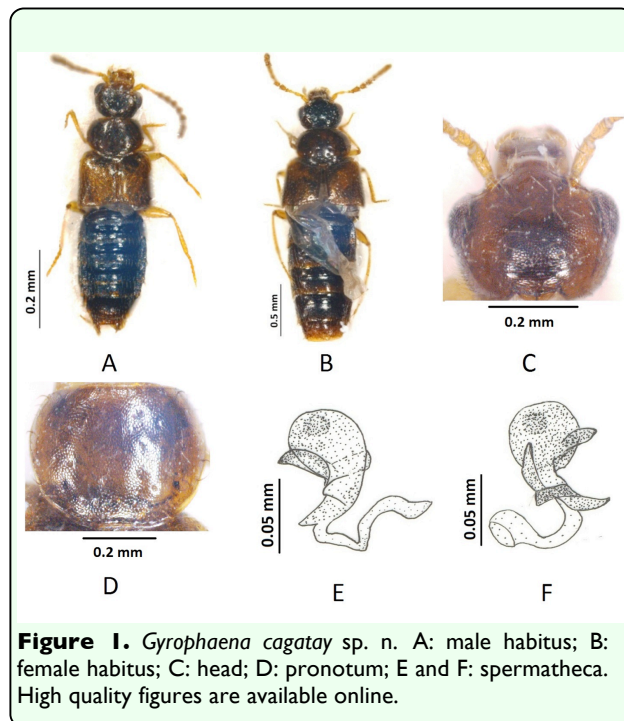 0.2 mm
A
0.5 mm
B
0.2 mm
C
0.2 mm
D
0.05 mm
E
0.05 mm
F
Figure 1. Gyrophaena cagatay sp. n. A: male habitus; B:
female habitus; C: head; D: pronotum; E and F: spermatheca.
High quality figures are available online.